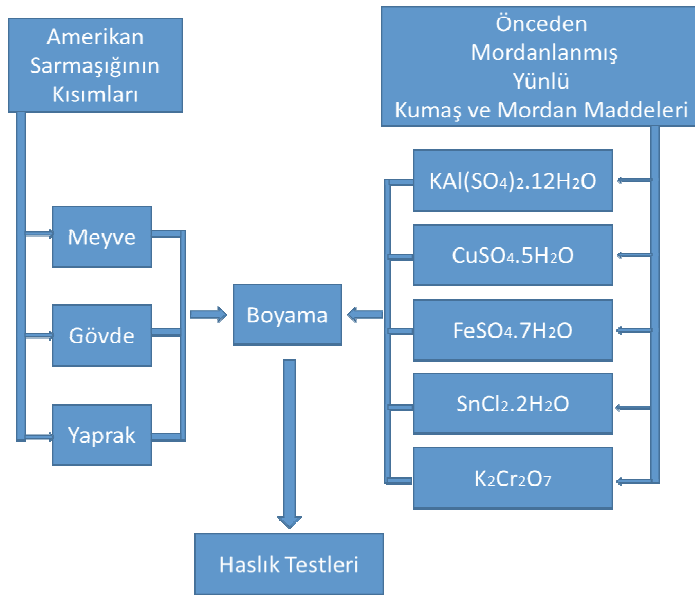 Amerikan
Sarmaşığının
Kısımları
Önceden
Mordanlanmış
Yünlü
Kumaş ve Mordan Maddeleri
Meyve
Gövde
Yaprak
Boyama
KAl(SO₄)₂.12H₂O
CuSO₄.5H₂O
FeSO₄.7H₂O
SnCl₂.2H₂O
K₂Cr₂O₇
Haslık Testleri